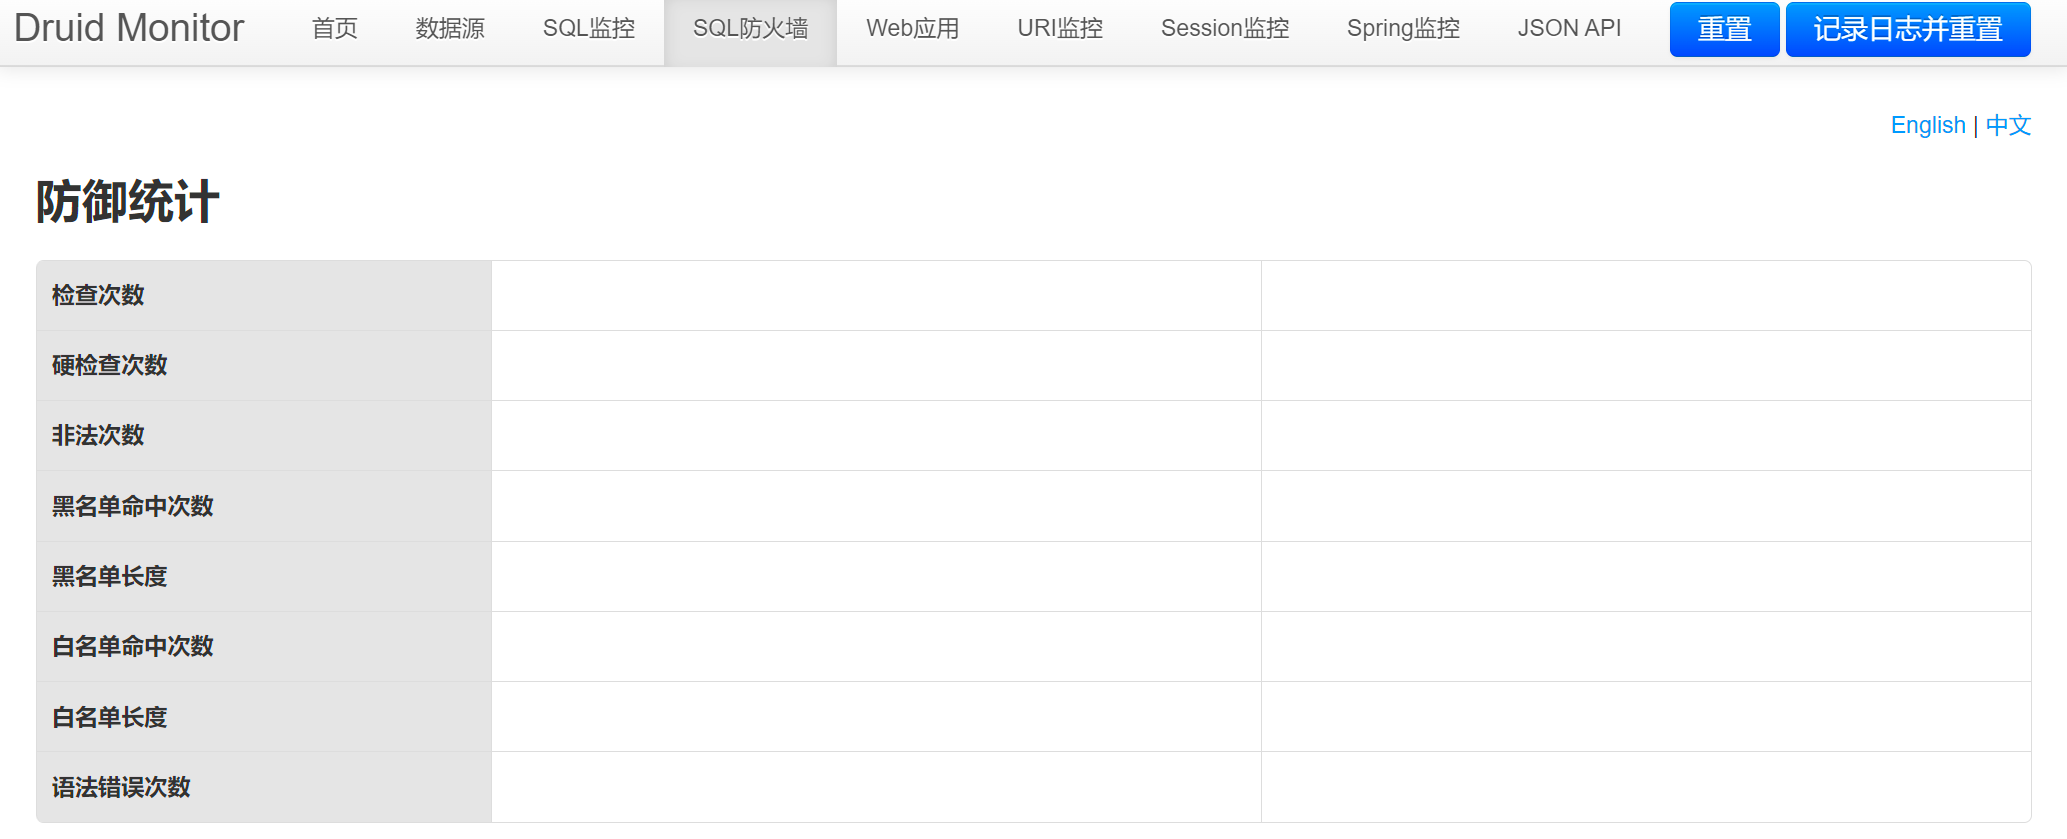 Druid Monitor 首页 数据源 SQL监控 SQL防火墙 Web应用 URI监控 Session监控 Spring监控 JSON API 重置 记录日志并重置
English | 中文
防御统计
检查次数
硬检查次数
非法次数
黑名单命中次数
黑名单长度
白名单命中次数
白名单长度
语法错误次数